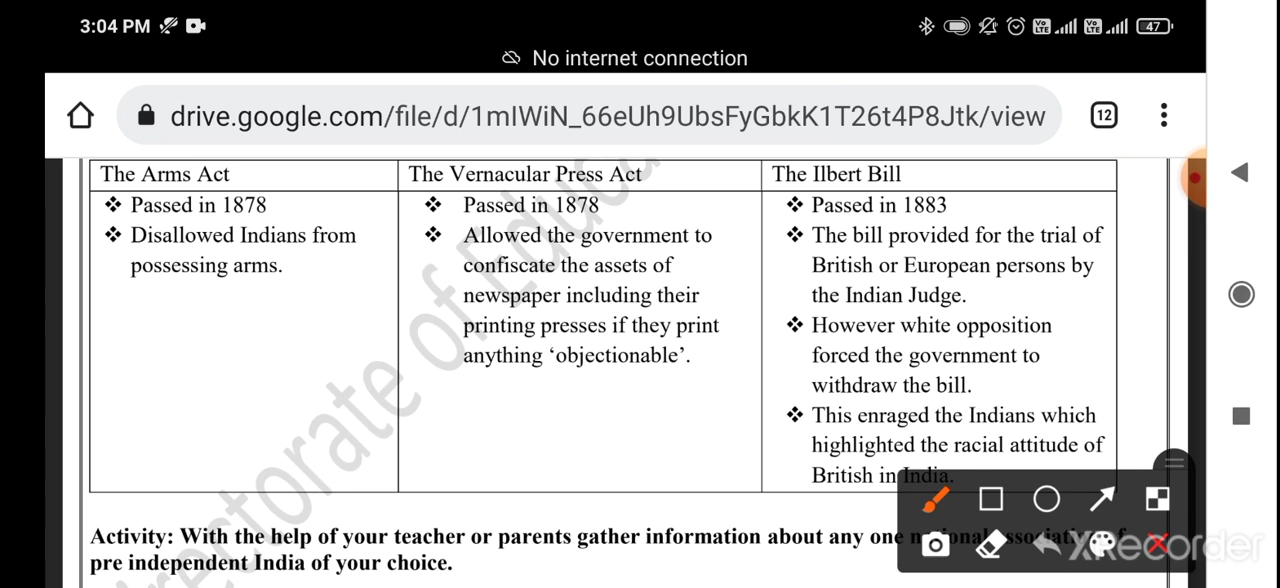 3:04 PM
47
No internet connection
drive.google.com/file/d/1mIWiN_66eUh9UbsFyGbkK1T26t4P8Jtk/view
12
The Arms Act
❖ Passed in 1878
❖ Disallowed Indians from
possessing arms.
The Vernacular Press Act
❖ Passed in 1878
❖ Allowed the government to
confiscate the assets of
newspaper including their
printing presses if they print
anything ‘objectionable’.
The Ilbert Bill
❖ Passed in 1883
❖ The bill provided for the trial of
British or European persons by
the Indian Judge.
❖ However white opposition
forced the government to
withdraw the bill.
❖ This enraged the Indians which
highlighted the racial attitude of
British in India.
Activity: With the help of your teacher or parents gather information about any one
pre independent India of your choice.
XRecorder